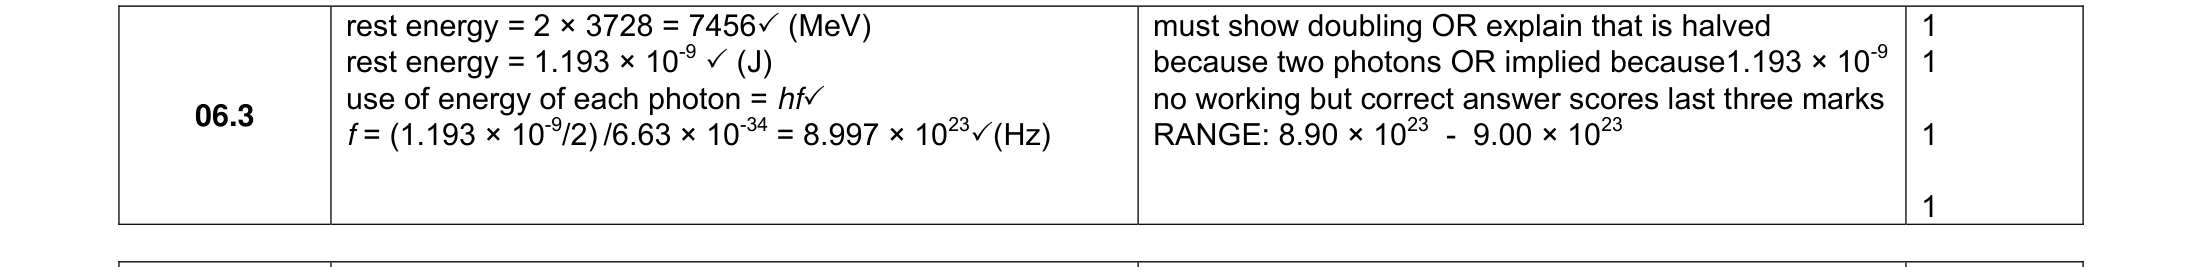 06.3
rest energy = 2 × 3728 = 7456✓ (MeV)
rest energy = 1.193 × 10⁻⁹ ✓ (J)
use of energy of each photon = hf✓
f = (1.193 × 10⁻⁹/2) /6.63 × 10⁻³⁴ = 8.997 × 10²³✓(Hz)
must show doubling OR explain that is halved
because two photons OR implied because1.193 × 10⁻⁹
no working but correct answer scores last three marks
RANGE: 8.90 × 10²³ - 9.00 × 10²³
1
1
1
1